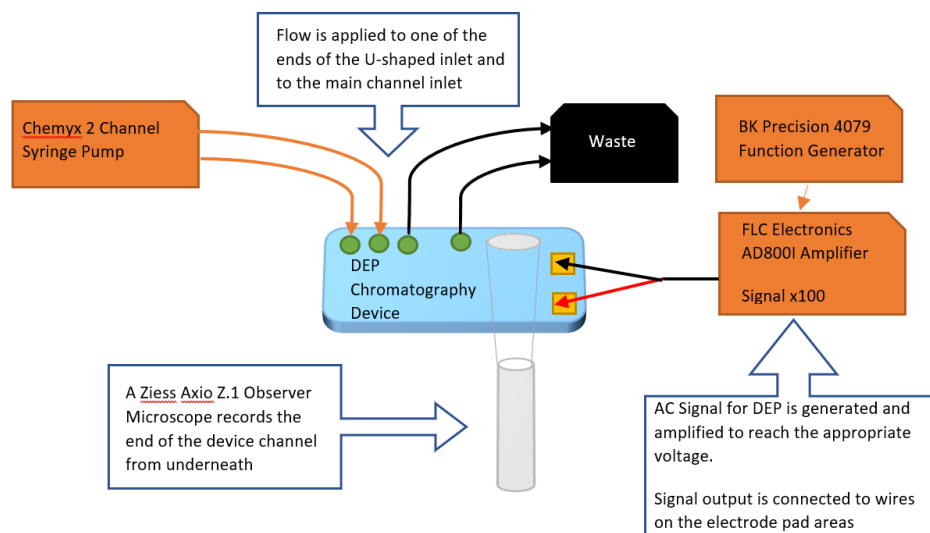 Flow is applied to one of the
ends of the U-shaped inlet and
to the main channel inlet
Chemyx 2 Channel
Syringe Pump
Waste
BK Precision 4079
Function Generator
FLC Electronics
AD800I Amplifier
Signal x100
DEP
Chromatography
Device
A Ziess Axio Z.1 Observer
Microscope records the
end of the device channel
from underneath
AC Signal for DEP is generated and
amplified to reach the appropriate
voltage.
Signal output is connected to wires
on the electrode pad areas